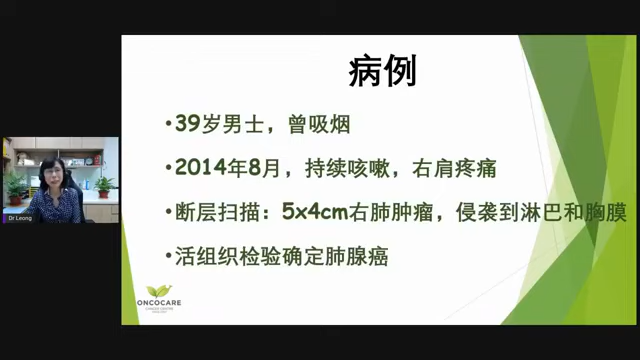 病例
•39岁男士，曾吸烟
•2014年8月，持续咳嗽，右肩疼痛
•断层扫描：5x4cm右肺肿瘤，侵袭到淋巴和胸膜
•活组织检验确定肺腺癌
Dr Leong
ONCOCARE
CANCER CENTRE